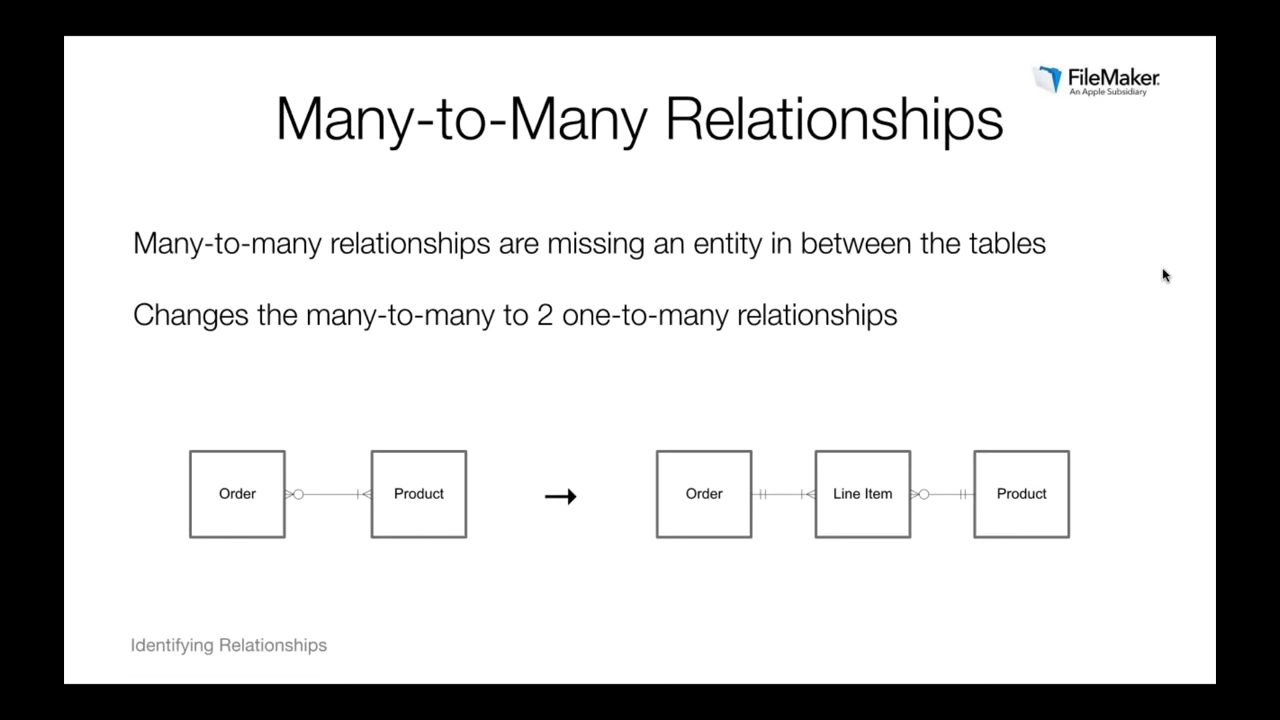 FileMaker.
An Apple Subsidiary
Many-to-Many Relationships
Many-to-many relationships are missing an entity in between the tables
Changes the many-to-many to 2 one-to-many relationships
Order
Product
Order
Line Item
Product
Identifying Relationships